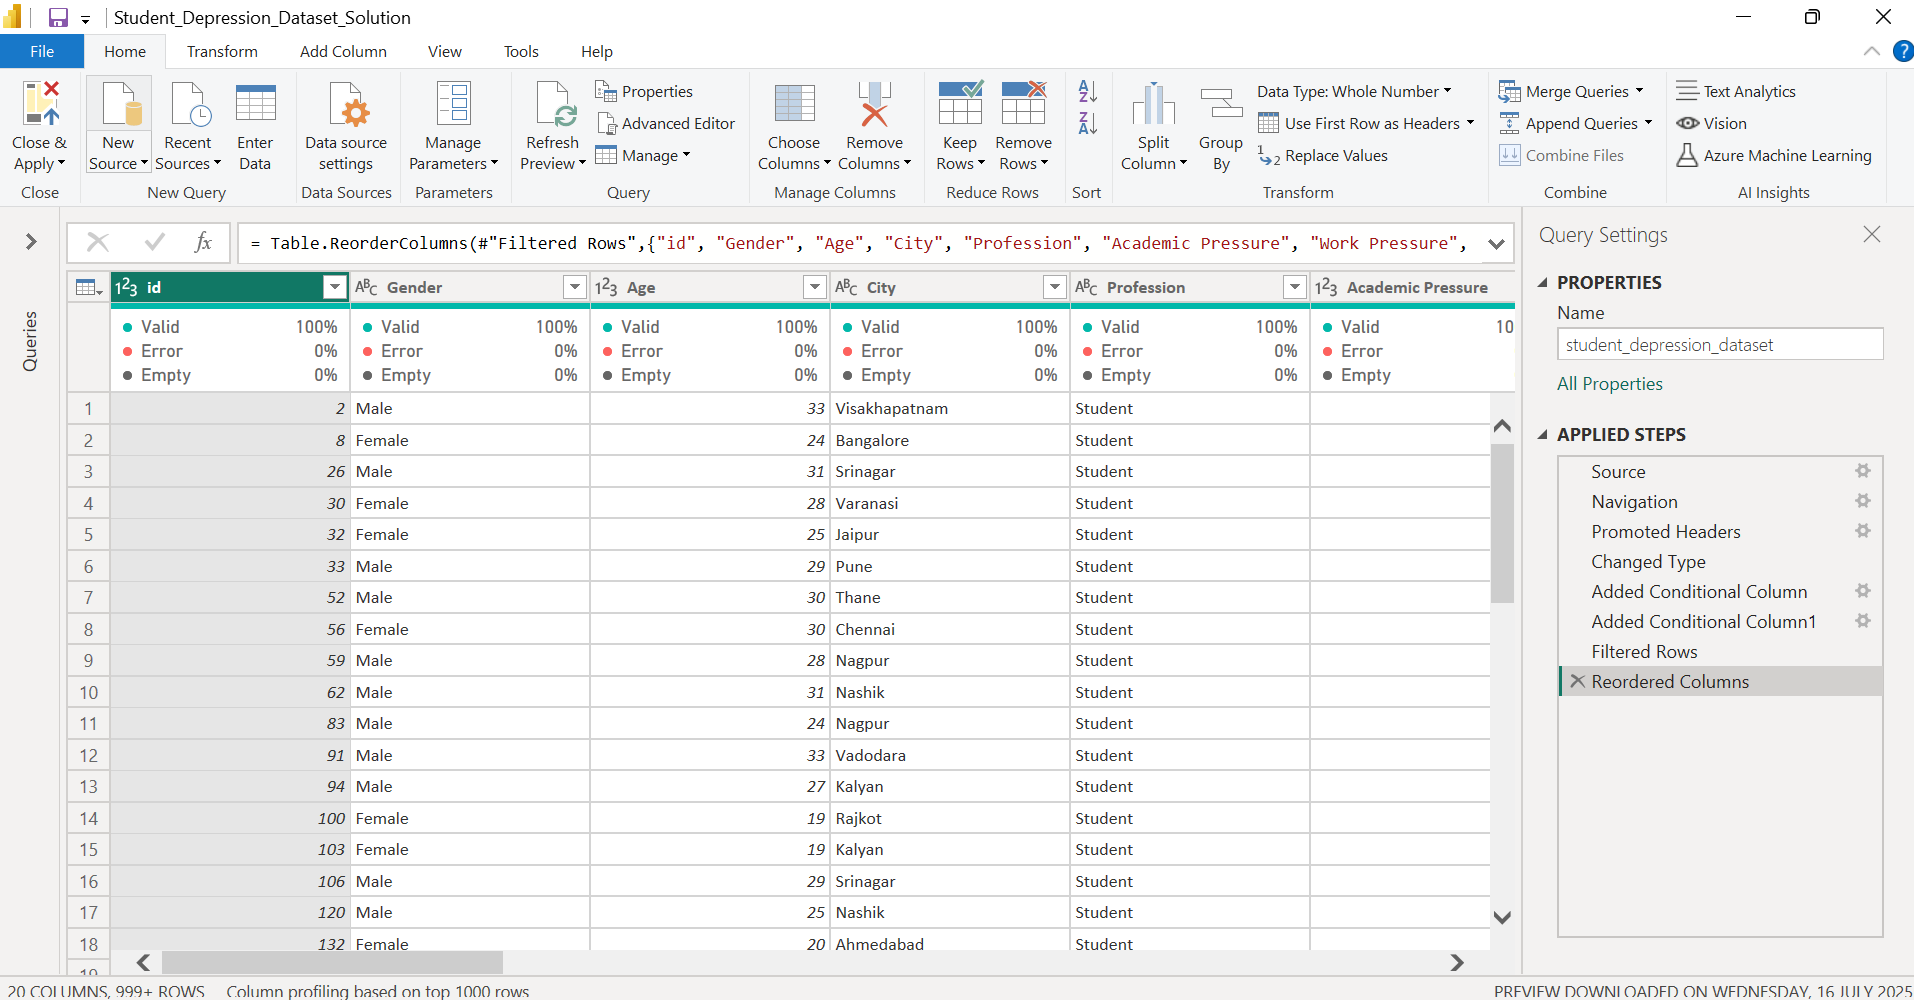 Student_Depression_Dataset_Solution
File Home Transform Add Column View Tools Help
Close & Apply
New Source
Recent Sources
Enter Data
Data source settings
Manage Parameters
Refresh Preview
Properties
Advanced Editor
Manage
Choose Columns
Remove Columns
Keep Rows
Remove Rows
Split Column
Group By
Data Type: Whole Number
Use First Row as Headers
Replace Values
Merge Queries
Append Queries
Combine Files
Text Analytics
Vision
Azure Machine Learning
Close New Query Data Sources Parameters Query Manage Columns Reduce Rows Sort Transform Combine AI Insights
Queries
= Table.ReorderColumns(#"Filtered Rows",{"id", "Gender", "Age", "City", "Profession", "Academic Pressure", "Work Pressure",
123 id ABC Gender 123 Age ABC City ABC Profession 123 Academic Pressure
Valid 100% Valid 100% Valid 100% Valid 100% Valid 100% Valid 10
Error 0% Error 0% Error 0% Error 0% Error 0% Error
Empty 0% Empty 0% Empty 0% Empty 0% Empty 0% Empty
1 2 Male 33 Visakhapatnam Student
2 8 Female 24 Bangalore Student
3 26 Male 31 Srinagar Student
4 30 Female 28 Varanasi Student
5 32 Female 25 Jaipur Student
6 33 Male 29 Pune Student
7 52 Male 30 Thane Student
8 56 Female 30 Chennai Student
9 59 Male 28 Nagpur Student
10 62 Male 31 Nashik Student
11 83 Male 24 Nagpur Student
12 91 Male 33 Vadodara Student
13 94 Male 27 Kalyan Student
14 100 Female 19 Rajkot Student
15 103 Female 19 Kalyan Student
16 106 Male 29 Srinagar Student
17 120 Male 25 Nashik Student
18 132 Female 20 Ahmedabad Student
19
Query Settings
PROPERTIES
Name
student_depression_dataset
All Properties
APPLIED STEPS
Source
Navigation
Promoted Headers
Changed Type
Added Conditional Column
Added Conditional Column1
Filtered Rows
Reordered Columns
20 COLUMNS, 999+ ROWS Column profiling based on top 1000 rows
PREVIEW DOWNLOADED ON WEDNESDAY, 16 JULY 2025